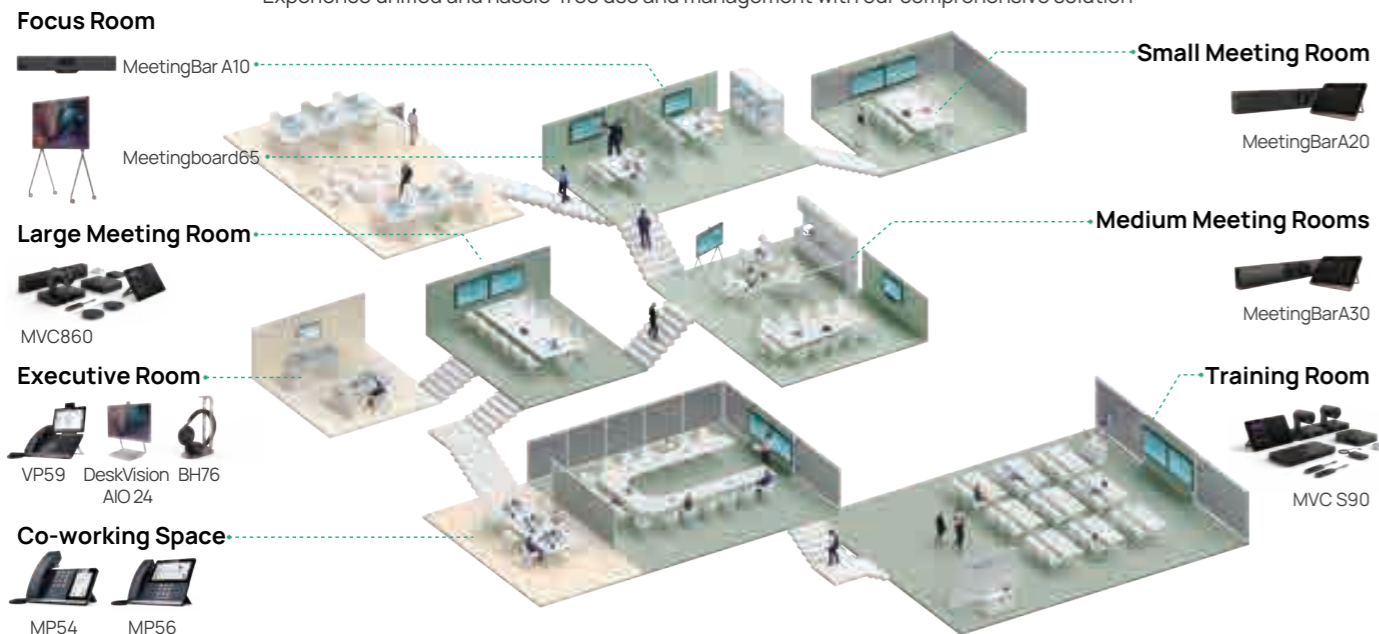 Experience unified and hassle-free use and management with our comprehensive solution
Focus Room
MeetingBar A10
Meetingboard65
Small Meeting Room
MeetingBarA20
Large Meeting Room
MVC860
Medium Meeting Rooms
MeetingBarA30
Executive Room
VP59
DeskVision
AIO 24
BH76
Training Room
MVC S90
Co-working Space
MP54
MP56